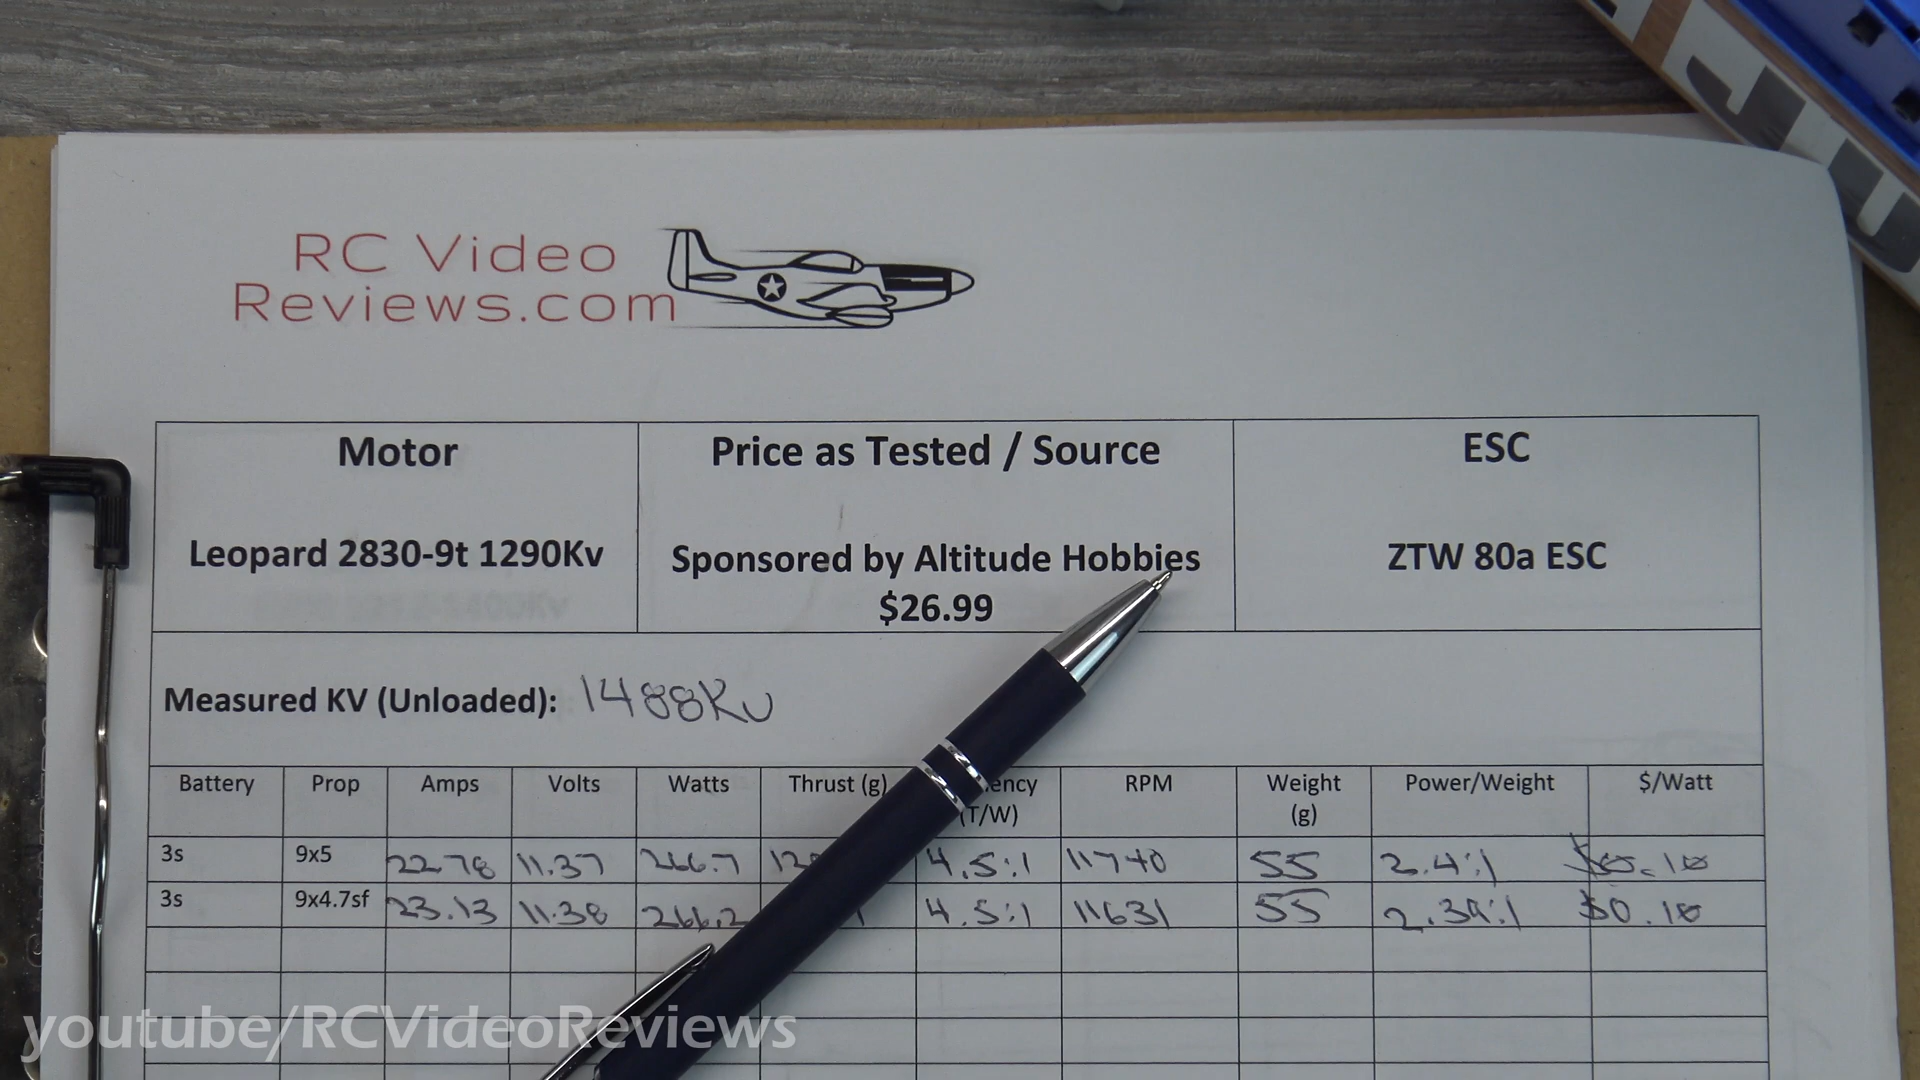 RC Video
Reviews.com
Motor
Price as Tested / Source
ESC
Leopard 2830-9t 1290Kv
Sponsored by Altitude Hobbies
$26.99
ZTW 80a ESC
Measured KV (Unloaded): 1488Kv
Battery Prop Amps Volts Watts Thrust (g) RPM Weight (g) Power/Weight $/Watt
(T/W)
3s 9x5 22.78 11.37 266.7 4.5:1 11740 55 2.4:1 $0.10
3s 9x4.7sf 23.13 11.38 266.2 4.5:1 11631 55 2.39:1 $0.10
youtube/RCVideoReviews